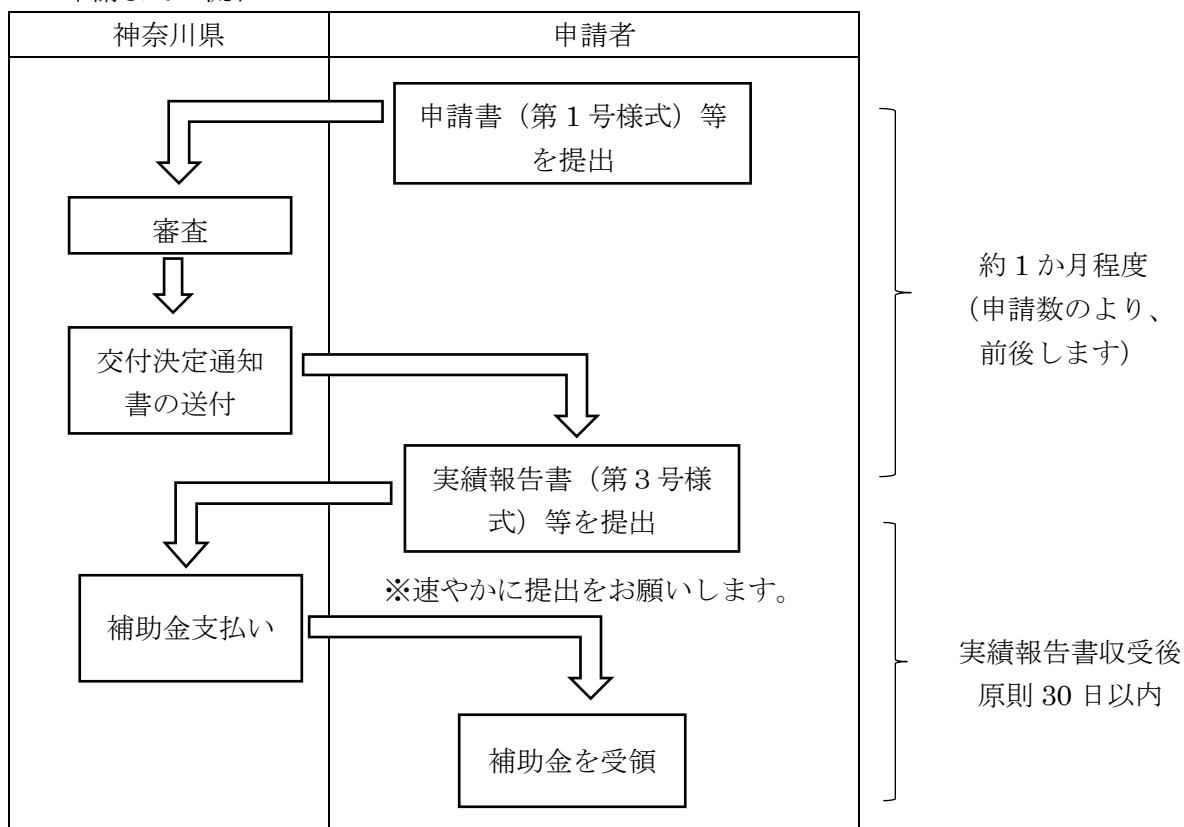 神奈川県
申請者
申請書（第１号様式）等
を提出
審査
交付決定通知
書の送付
約１か月程度
（申請数のより、
前後します）
実績報告書（第３号様
式）等を提出
※速やかに提出をお願いします。
補助金支払い
実績報告書収受後
原則 30 日以内
補助金を受領